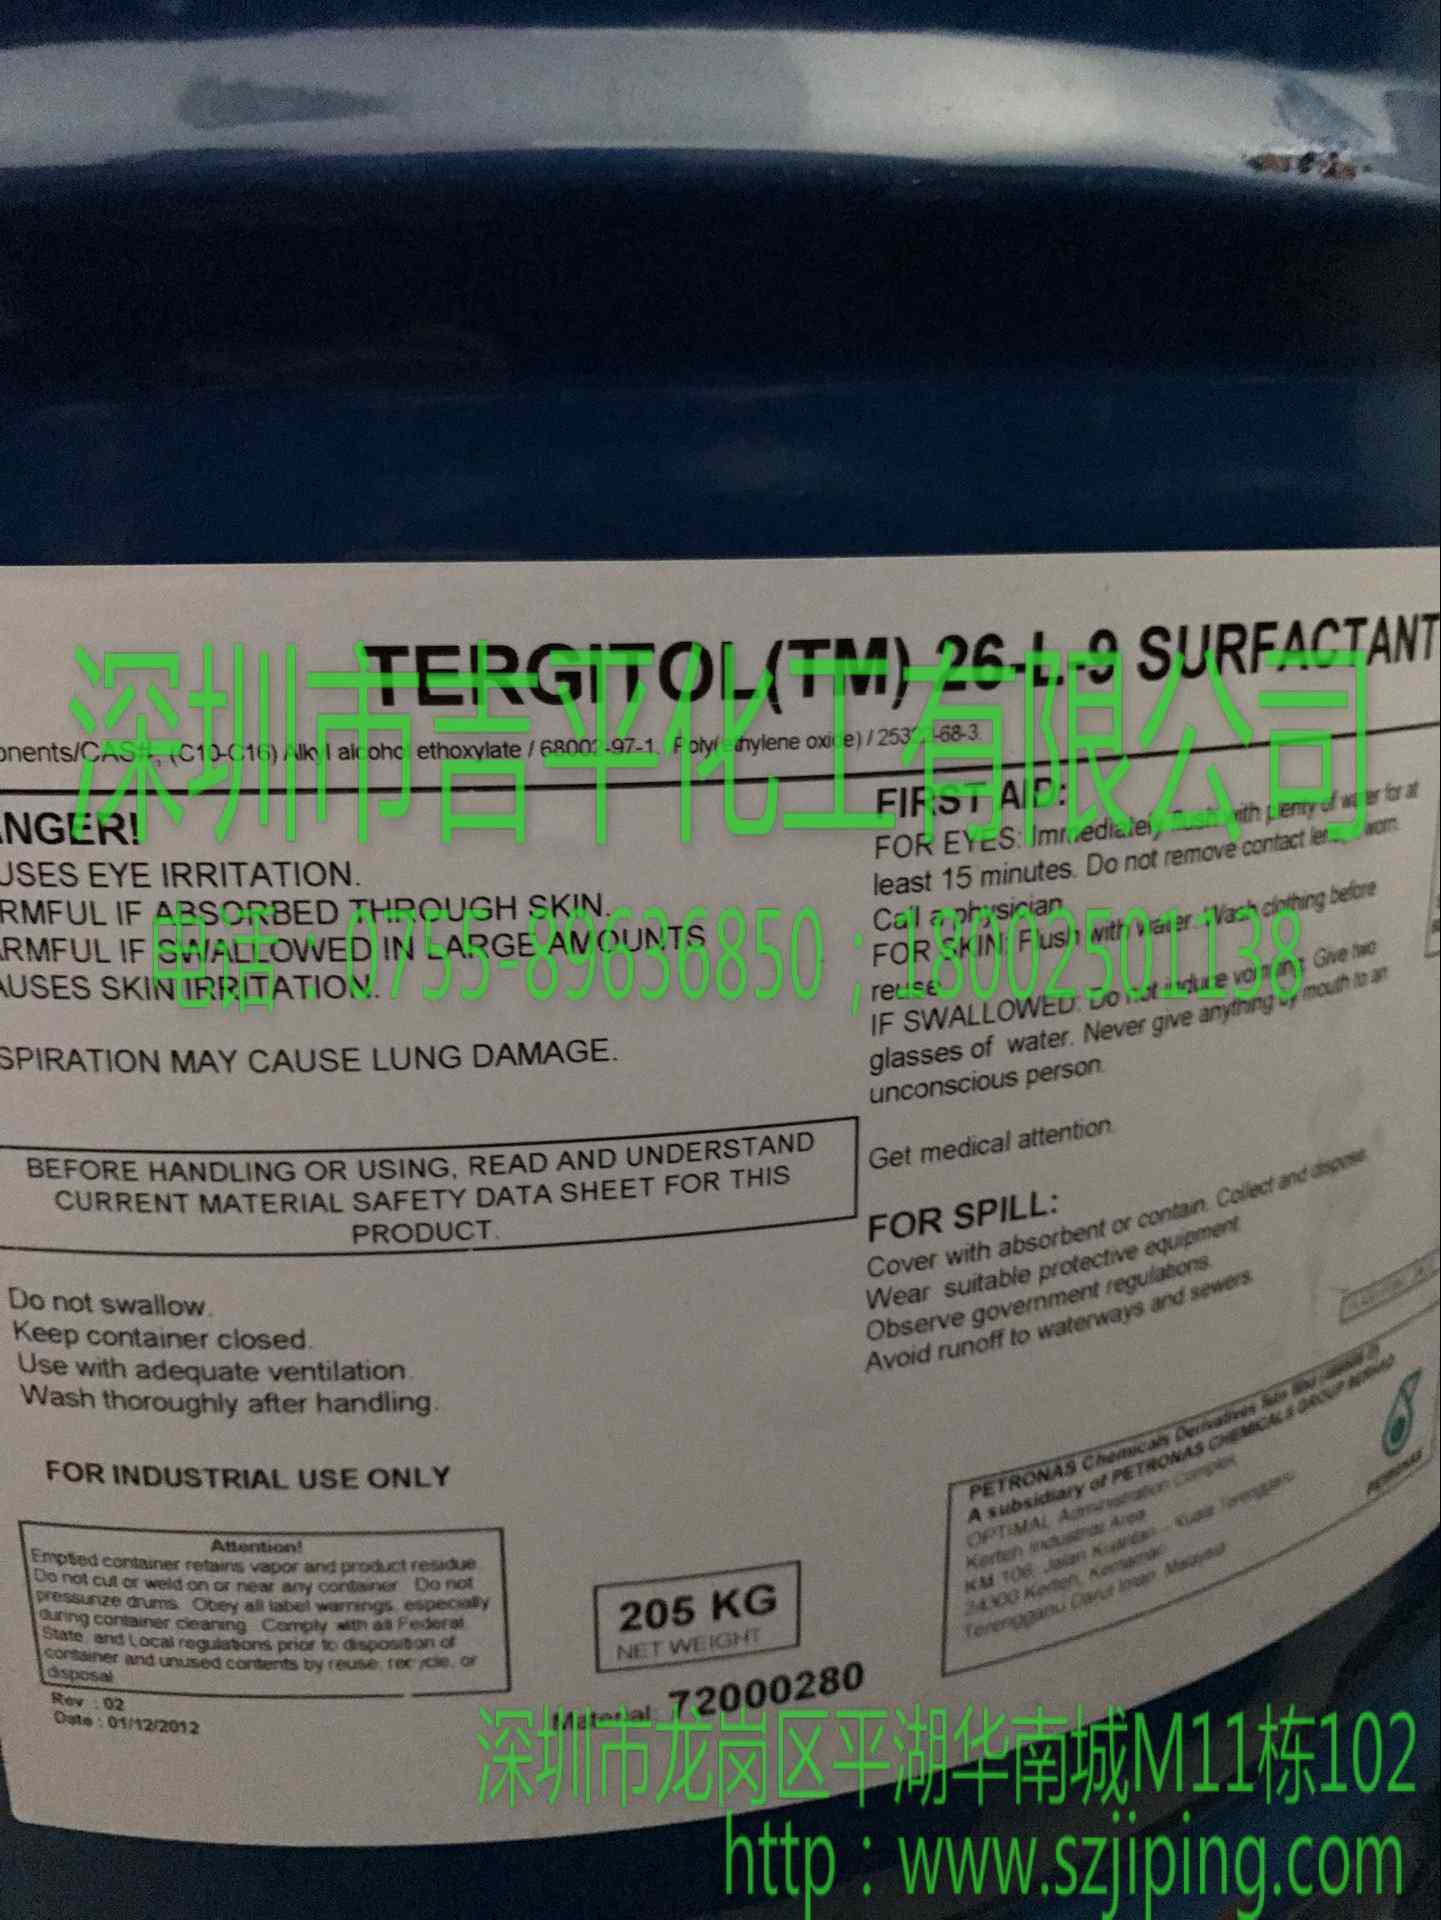 TERGITOL(TM) 26-L-9 SURFACTANT
深圳市吉平化工有限公司
onents/CAS#, (C10-C16) Alkyl alcohol ethoxylate / 68002-97-1, Poly(ethylene oxide) / 25322-68-3.
NGER!
USES EYE IRRITATION.
RMFUL IF ABSORBED THROUGH SKIN.
RMFUL IF SWALLOWED IN LARGE AMOUNTS
AUSES SKIN IRRITATION.
SPIRATION MAY CAUSE LUNG DAMAGE.
电话：0755-89636850；18002501138
FIRST AID:
FOR EYES: Immediately flush with plenty of water for at
least 15 minutes. Do not remove contact lens, if worn.
Call a physician.
FOR SKIN: Flush with water. Wash clothing before
reuse.
IF SWALLOWED: Do not induce vomiting. Give two
glasses of water. Never give anything by mouth to an
unconscious person.
Get medical attention.
BEFORE HANDLING OR USING, READ AND UNDERSTAND
CURRENT MATERIAL SAFETY DATA SHEET FOR THIS
PRODUCT.
FOR SPILL:
Cover with absorbent or contain. Collect and dispose.
Wear suitable protective equipment.
Observe government regulations.
Avoid runoff to waterways and sewers.
Do not swallow.
Keep container closed.
Use with adequate ventilation.
Wash thoroughly after handling.
FOR INDUSTRIAL USE ONLY
Attention!
Emptied container retains vapor and product residue.
Do not cut or weld on or near any container. Do not
pressurize drums. Obey all label warnings, especially
during container cleaning. Comply with all Federal,
State, and Local regulations prior to disposition of
container and unused contents by reuse, recycle, or
disposal.
Rev : 02
Date : 01/12/2012
205 KG
NET WEIGHT
Material: 72000280
PETRONAS Chemicals Derivatives Sdn Bhd
A subsidiary of PETRONAS CHEMICALS GROUP BERHAD
OPTIMAL Administration Complex,
Kerteh Industrial Area
KM 106, Jalan Kuantan - Kuala Terengganu
24300 Kerteh, Kemaman
Terengganu Darul Iman, Malaysia
PETRONAS
深圳市龙岗区平湖华南城M11栋102
http：www.szjiping.com